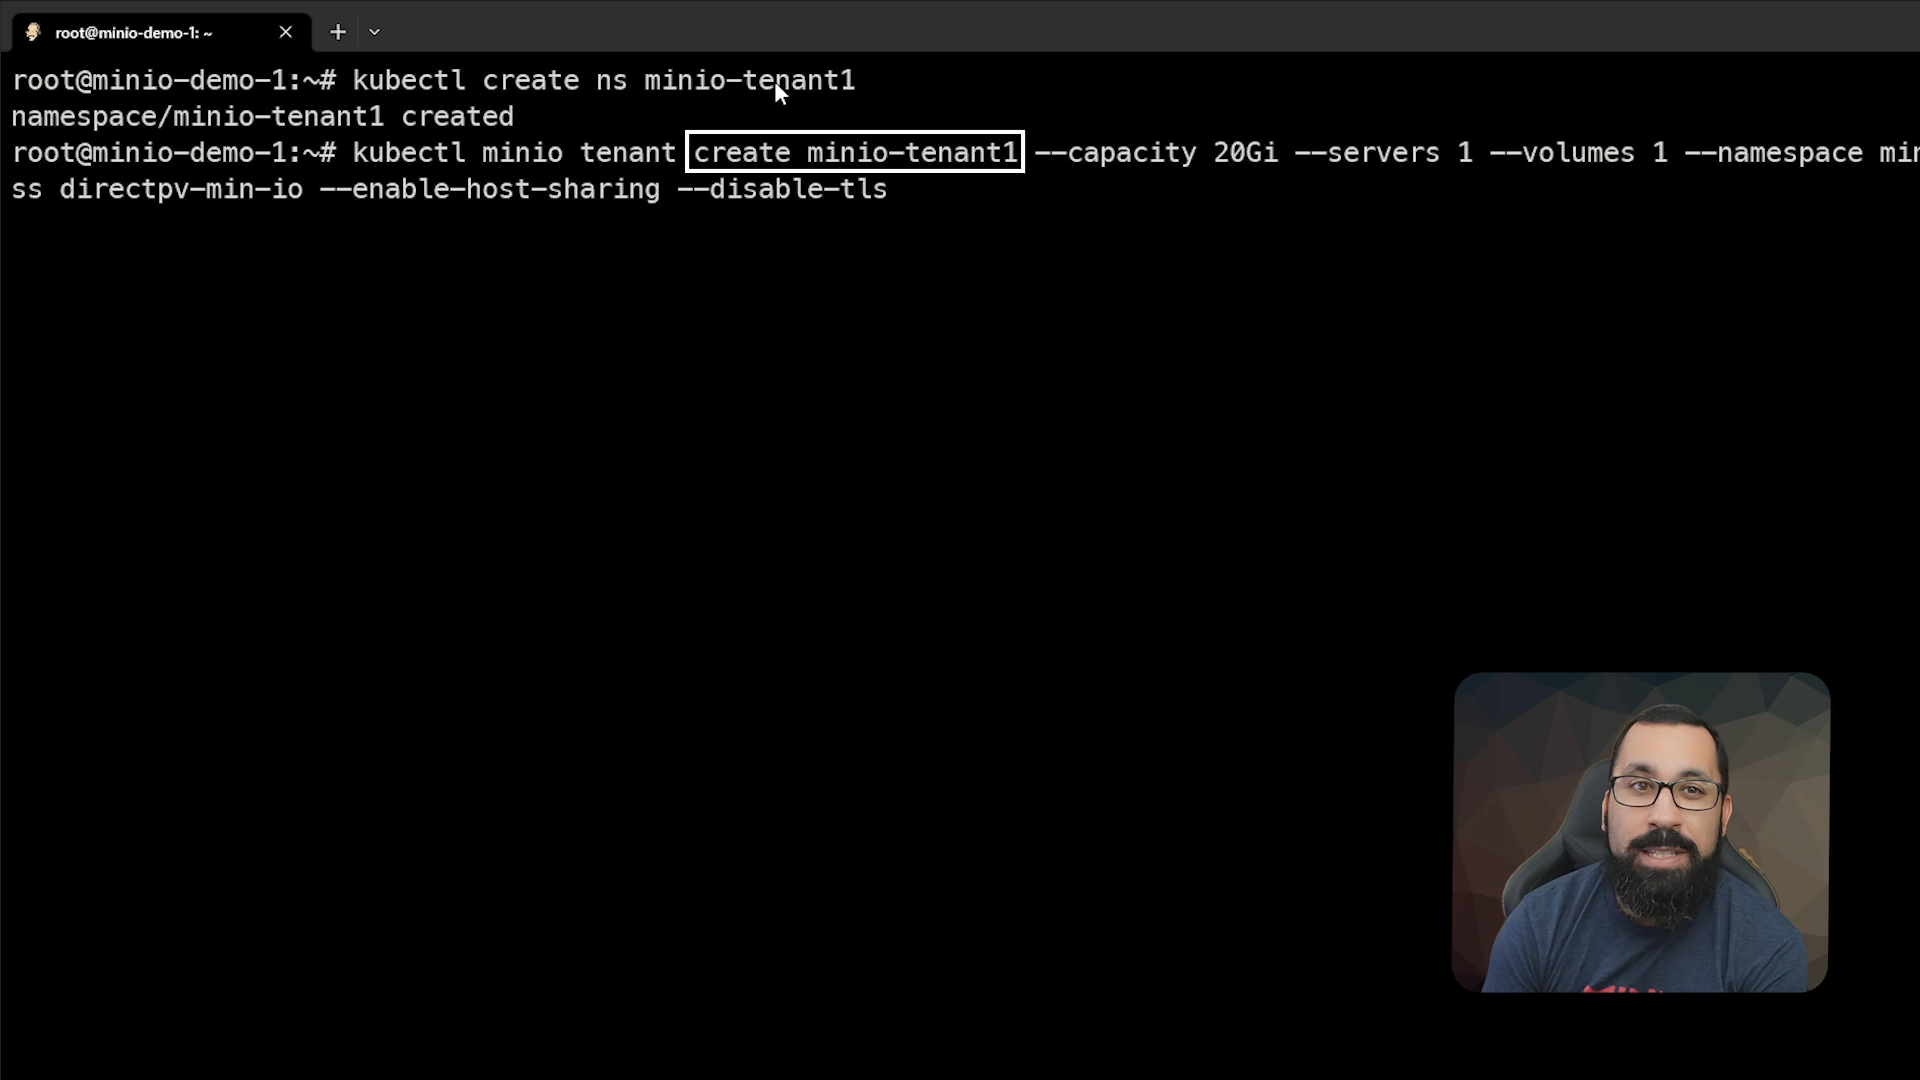 root@minio-demo-1: ~
root@minio-demo-1:~# kubectl create ns minio-tenant1
namespace/minio-tenant1 created
root@minio-demo-1:~# kubectl minio tenant create minio-tenant1 --capacity 20Gi --servers 1 --volumes 1 --namespace min
ss directpv-min-io --enable-host-sharing --disable-tls